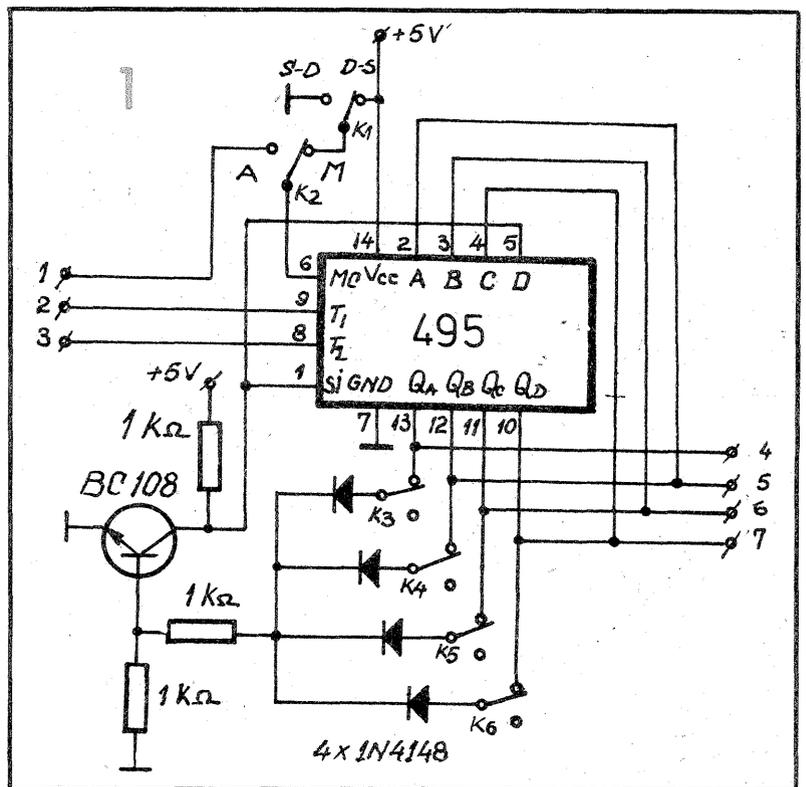 1
+5V
S-D D-S
K1
A M
K2
14 2 3 4 5
1 6 MC Vcc A B C D
2 9 T1
3 8 T2
495
1 Si GND QA QB QC QD
+5V
7 13 12 11 10
1 KΩ
4
5
6
7
BC 108
K3
K4
1 KΩ
K5
1 KΩ
K6
4 x 1N4148